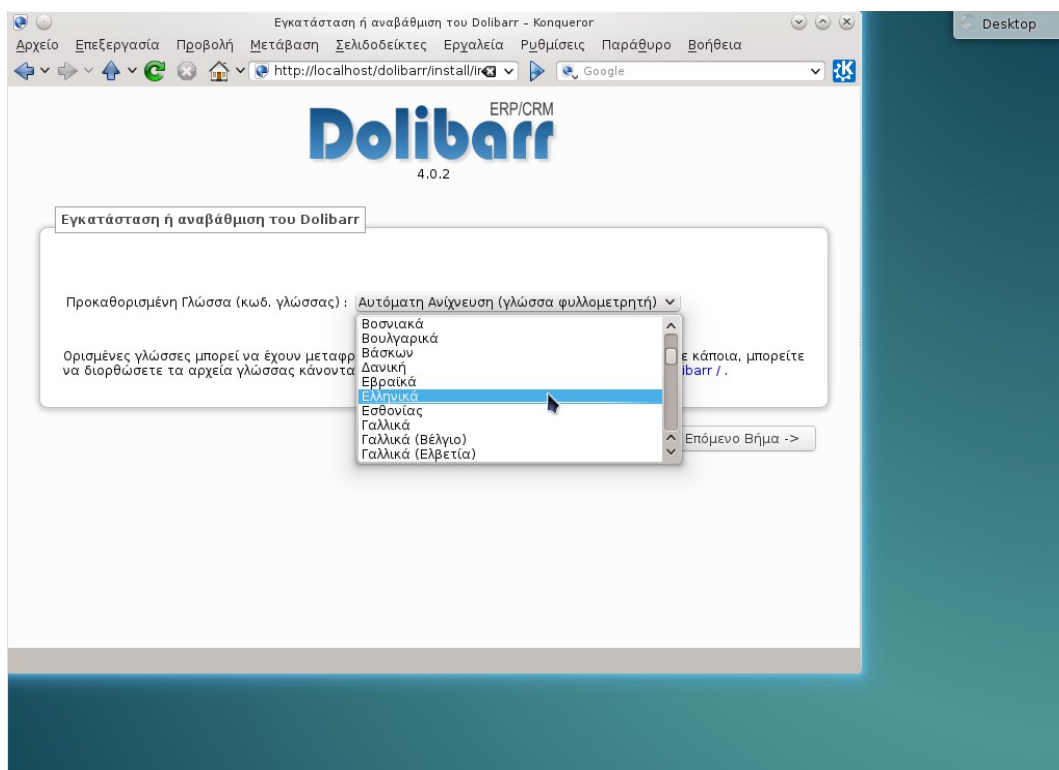 Εγκατάσταση ή αναβάθμιση του Dolibarr – Konqueror
Desktop
Αρχείο Επεξεργασία Προβολή Μετάβαση Σελιδοδείκτες Εργαλεία Ρυθμίσεις Παράθυρο Βοήθεια
http://localhost/dolibarr/install/ir Google
ERP/CRM
Dolibarr
4.0.2
Εγκατάσταση ή αναβάθμιση του Dolibarr
Προκαθορισμένη Γλώσσα (κωδ. γλώσσας) : Αυτόματη Ανίχνευση (γλώσσα φυλλομετρητή)
Βοσνιακά
Βουλγαρικά
Βάσκων
Δανική
Εβραϊκά
Ελληνικά
Εσθονίας
Γαλλικά
Γαλλικά (Βέλγιο)
Γαλλικά (Ελβετία)
Ορισμένες γλώσσες μπορεί να έχουν μεταφρ ε κάποια, μπορείτε
να διορθώσετε τα αρχεία γλώσσας κάνοντα ibarr / .
Επόμενο Βήμα ->